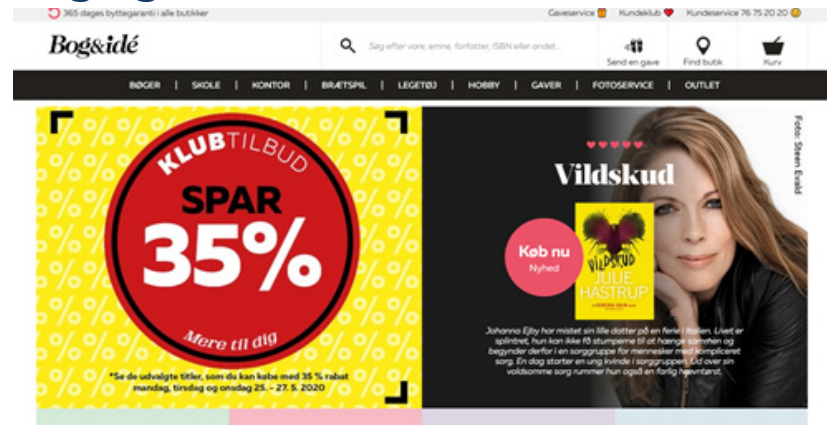 365 dages byttegaranti i alle butikker
Gaveservice Kundeklub Kundeservice 76 75 20 20
Bog&idé
Søg efter vare, emne, forfatter, ISBN eller andet...
Send en gave Find butik Kurv
BØGER | SKOLE | KONTOR | BRÆTSPIL | LEGETØJ | HOBBY | GAVER | FOTOSERVICE | OUTLET
KLUBTILBUD
SPAR
35%
Mere til dig
*Se de udvalgte titler, som du kan købe med 35 % rabat
mandag, tirsdag og onsdag 25. - 27. 5. 2020
Foto: Steen Evald
Vildskud
Køb nu
Nyhed
VILDSKUD
JULIE
HASTRUP
Johanna Ejby har mistet sin lille datter på en ferie i Italien. Livet er
splintret, hun kan ikke få stumperne til at hænge sammen og
begynder derfor i en sorggruppe for mennesker med kompliceret
sorg. En dag starter en ung kvinde i sorggruppen. Ud over sin
voldsomme sorg rummer hun også en farlig hævntørst.